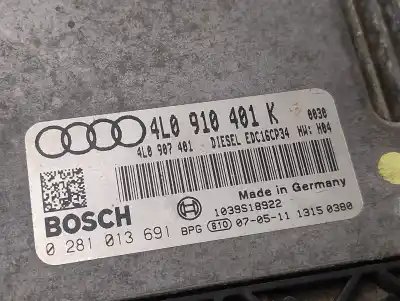 4L0 910 401 K
0030
4L0 907 401 DIESEL EDC16CP34 HW: H04
Made in Germany
BOSCH
1039S18922
0 281 013 691 BPG 810 07-05-11 1315 0380